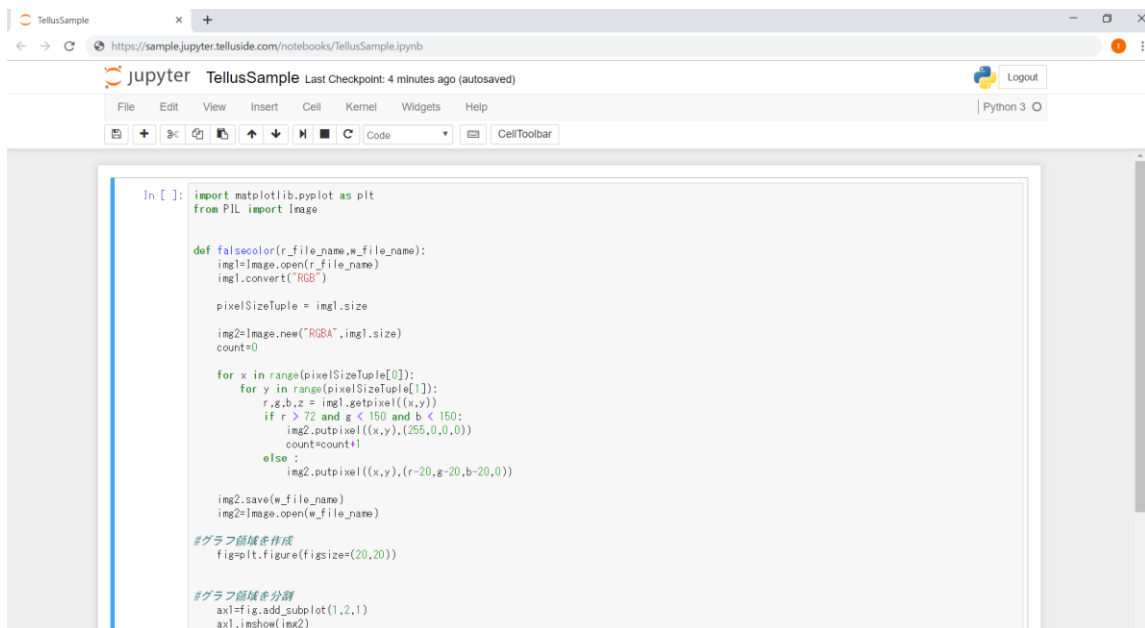 TellusSample
https://sample.jupyter.telluside.com/notebooks/TellusSample.ipynb
t
jupyter TellusSample Last Checkpoint: 4 minutes ago (autosaved)
Logout
File Edit View Insert Cell Kernel Widgets Help
Python 3
Code
CellToolbar
In [ ]: import matplotlib.pyplot as plt
from PIL import Image
def falsecolor(r_file_name,w_file_name):
img1=Image.open(r_file_name)
img1.convert("RGB")
pixelSizeTuple = img1.size
img2=Image.new("RGBA",img1.size)
count=0
for x in range(pixelSizeTuple[0]):
for y in range(pixelSizeTuple[1]):
r,g,b,z = img1.getpixel((x,y))
if r > 72 and g < 150 and b < 150:
img2.putpixel((x,y),(255,0,0,0))
count=count+1
else :
img2.putpixel((x,y),(r-20,g-20,b-20,0))
img2.save(w_file_name)
img2=Image.open(w_file_name)
#グラフ領域を作成
fig=plt.figure(figsize=(20,20))
#グラフ領域を分割
ax1=fig.add_subplot(1,2,1)
ax1.imshow(img2)